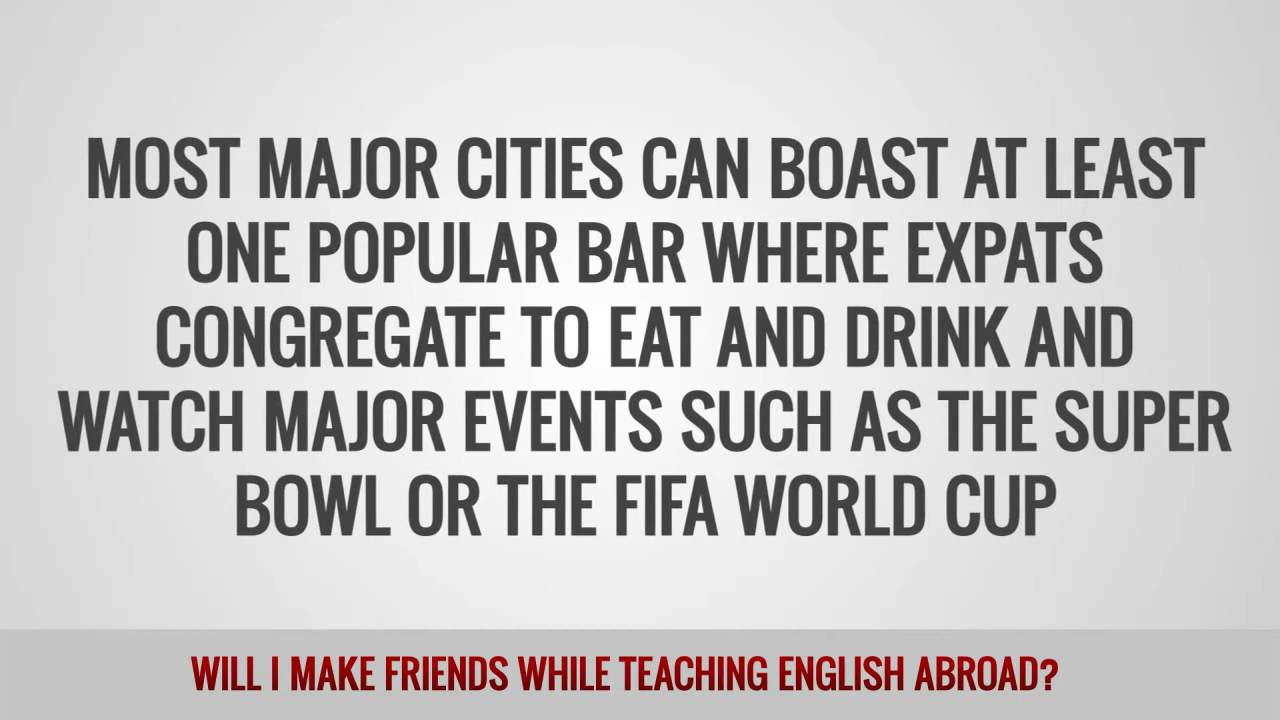 MOST MAJOR CITIES CAN BOAST AT LEAST
ONE POPULAR BAR WHERE EXPATS
CONGREGATE TO EAT AND DRINK AND
WATCH MAJOR EVENTS SUCH AS THE SUPER
BOWL OR THE FIFA WORLD CUP
WILL I MAKE FRIENDS WHILE TEACHING ENGLISH ABROAD?